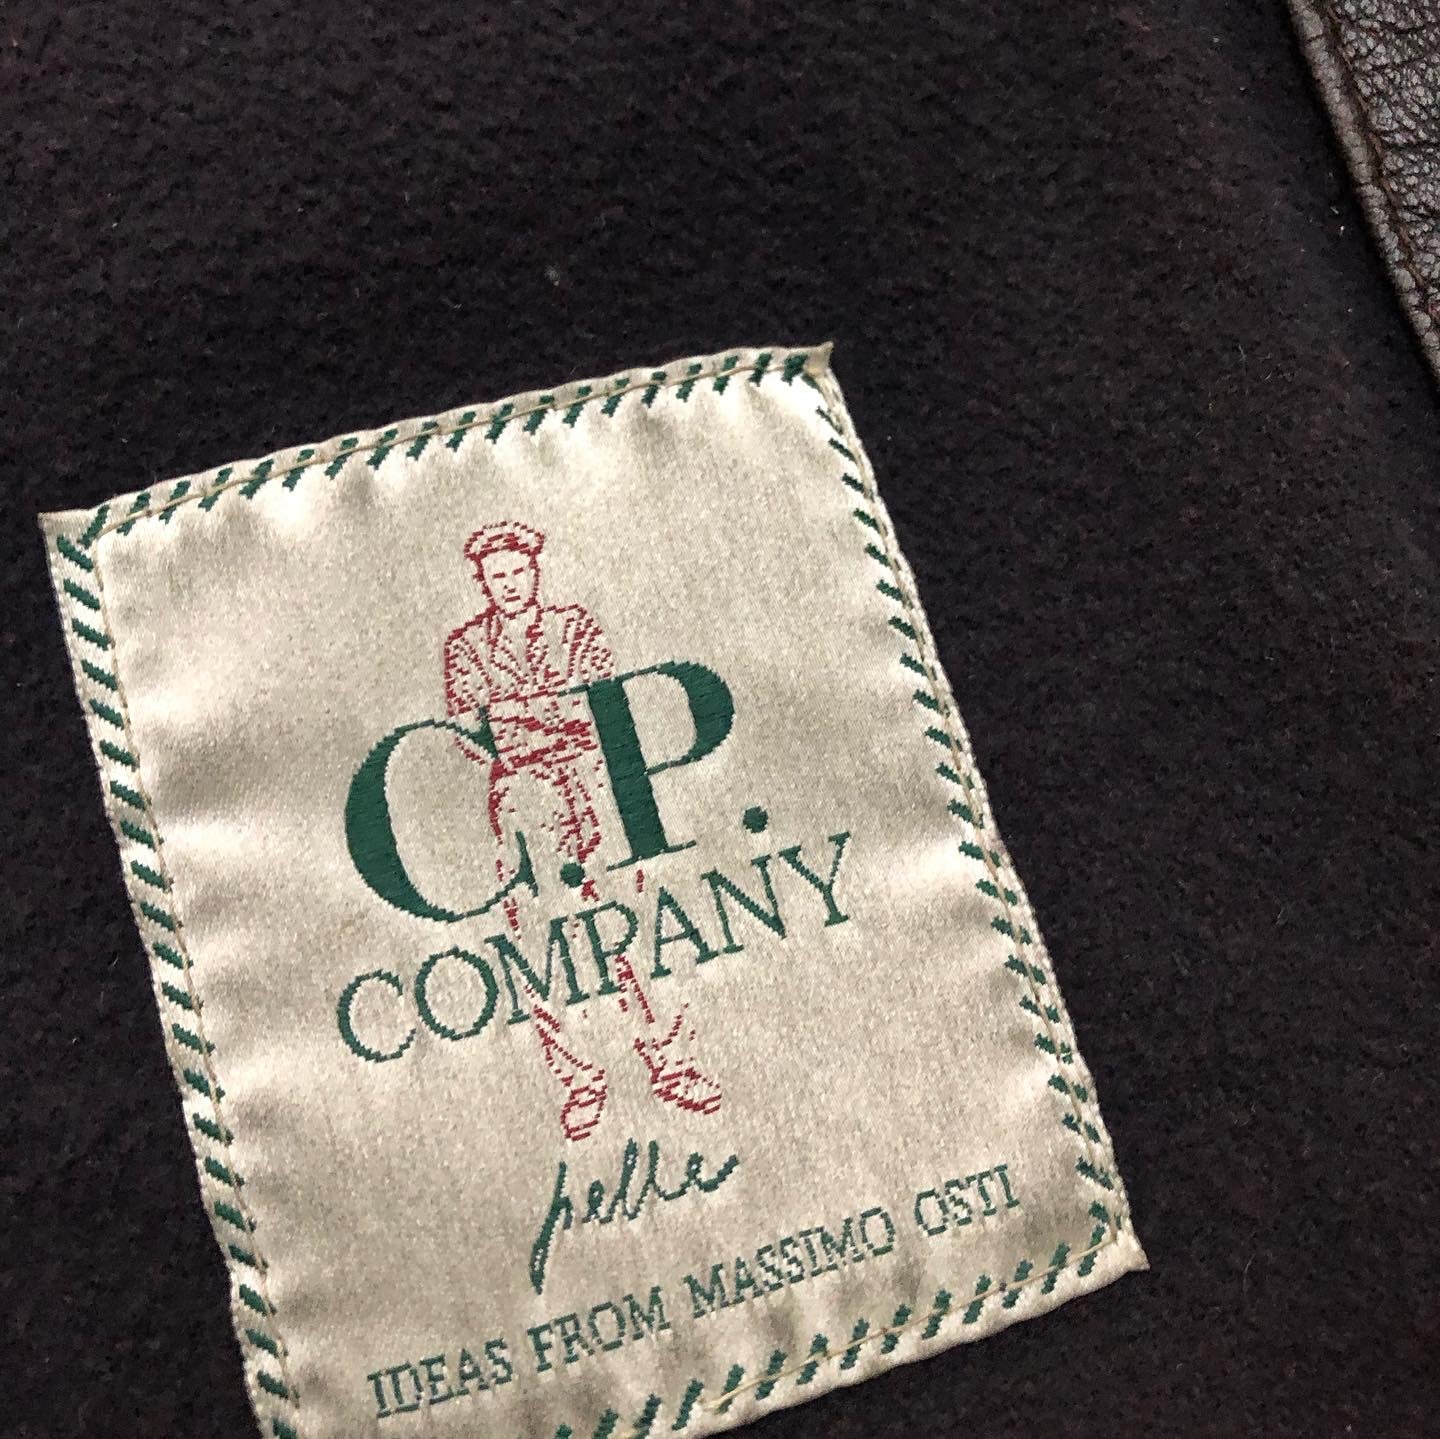 C.P.
COMPANY
pelle
IDEAS FROM MASSIMO OSTI